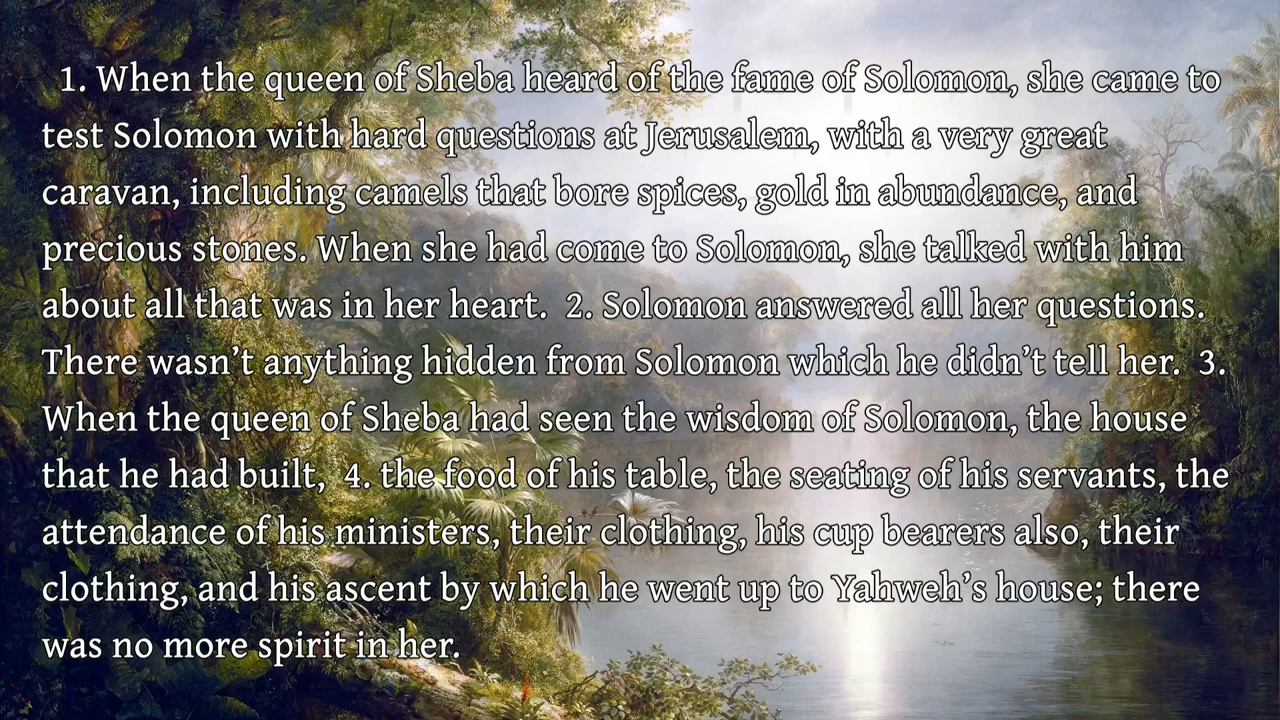 1. When the queen of Sheba heard of the fame of Solomon, she came to
test Solomon with hard questions at Jerusalem, with a very great
caravan, including camels that bore spices, gold in abundance, and
precious stones. When she had come to Solomon, she talked with him
about all that was in her heart.  2. Solomon answered all her questions.
There wasn’t anything hidden from Solomon which he didn’t tell her.  3.
When the queen of Sheba had seen the wisdom of Solomon, the house
that he had built,  4. the food of his table, the seating of his servants, the
attendance of his ministers, their clothing, his cup bearers also, their
clothing, and his ascent by which he went up to Yahweh’s house; there
was no more spirit in her.